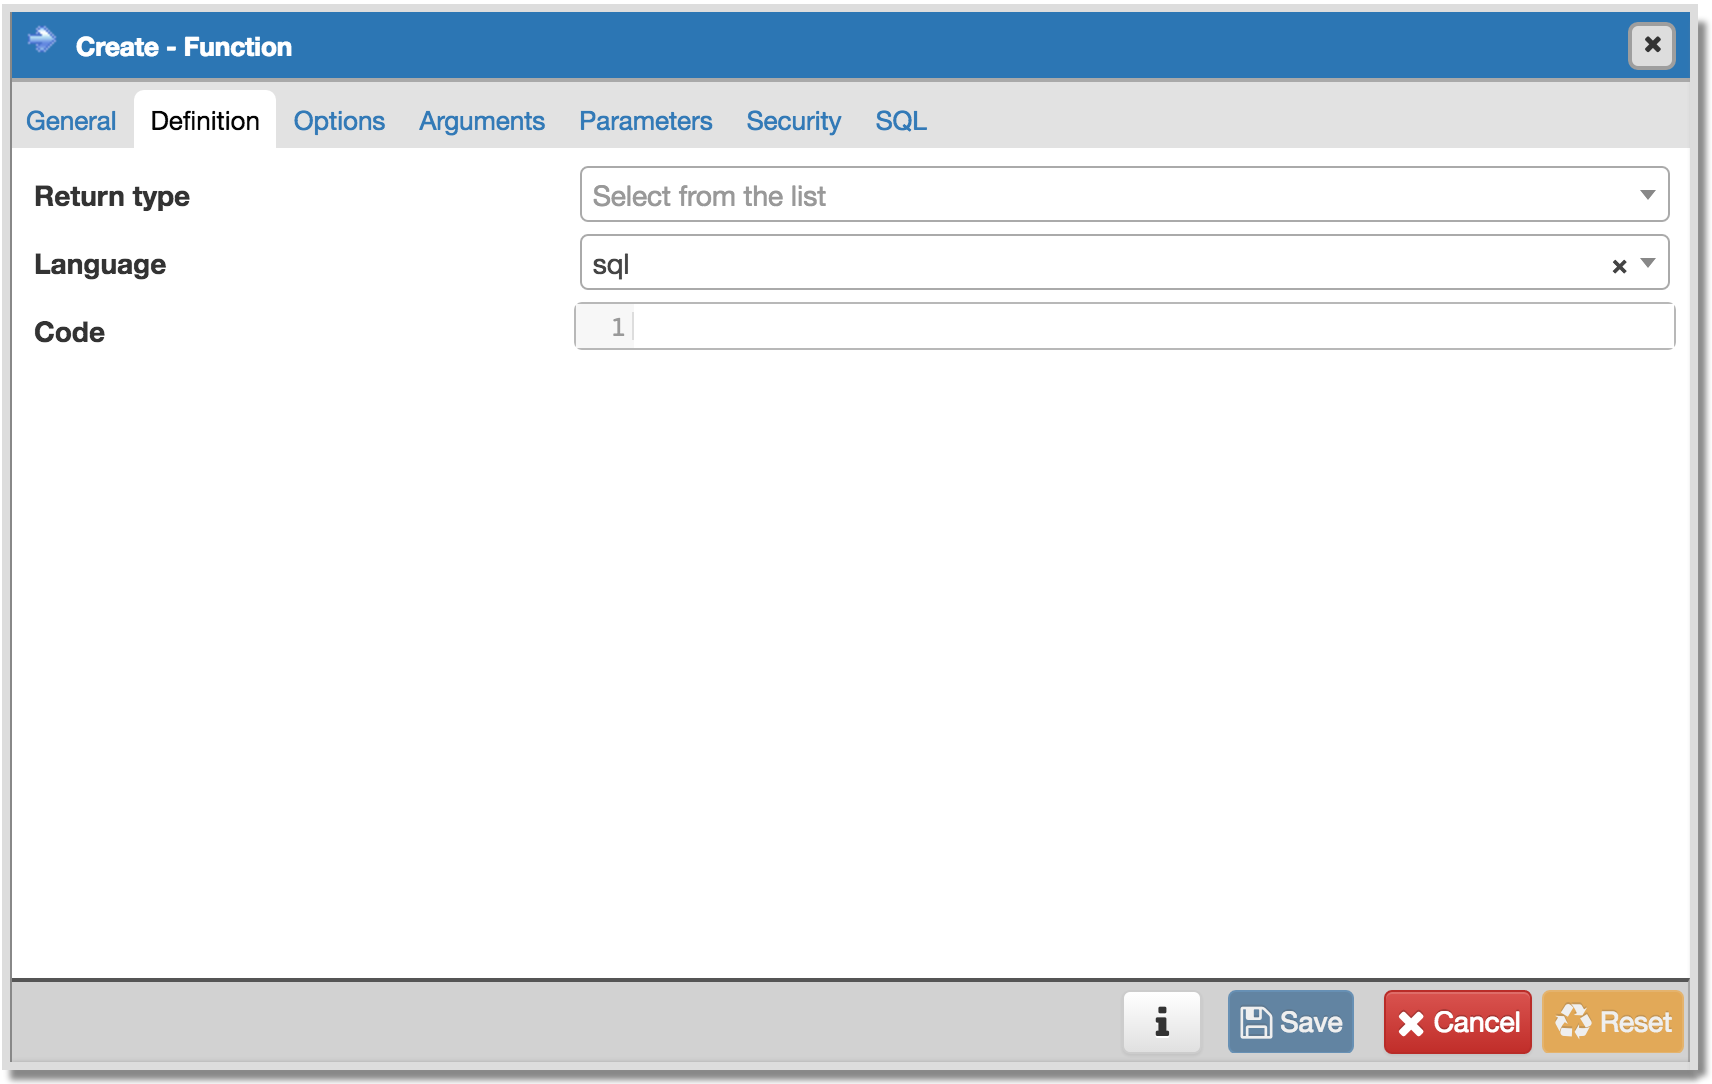 Create - Function
General Definition Options Arguments Parameters Security SQL
Return type Select from the list
Language sql
Code 1
Save Cancel Reset